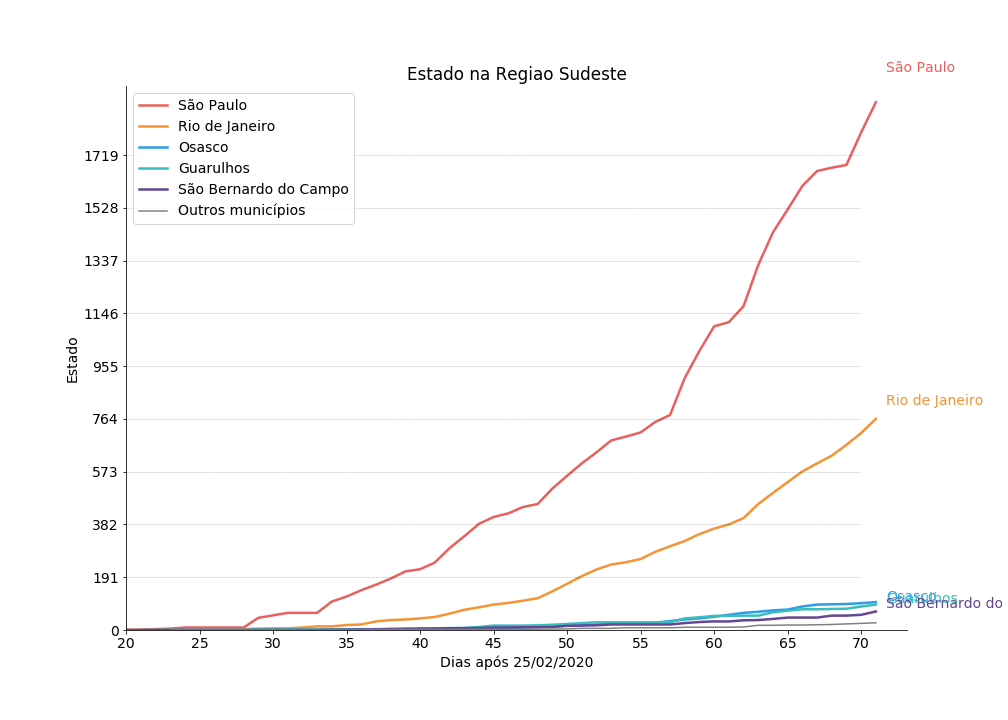 Estado na Regiao Sudeste
São Paulo
São Paulo
Rio de Janeiro
Osasco
Guarulhos
São Bernardo do Campo
Outros municípios
1719
1528
1337
1146
955
764
573
382
191
0
Estado
Rio de Janeiro
Osasco
Guarulhos
São Bernardo do
20 25 30 35 40 45 50 55 60 65 70
Dias após 25/02/2020